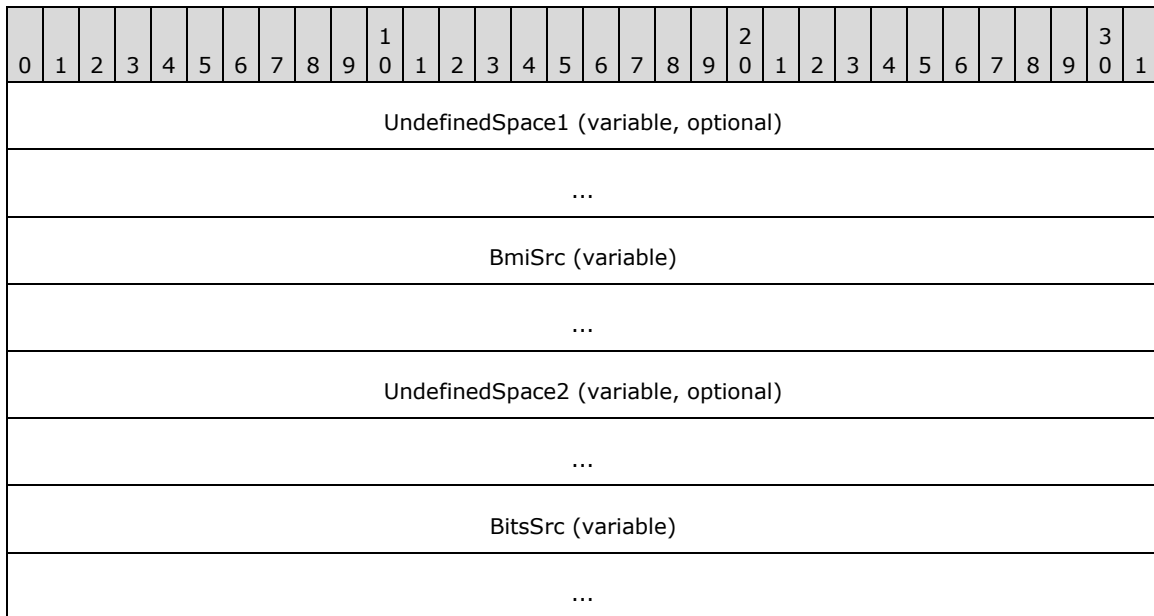 1 2 3
0 1 2 3 4 5 6 7 8 9 0 1 2 3 4 5 6 7 8 9 0 1 2 3 4 5 6 7 8 9 0 1
UndefinedSpace1 (variable, optional)
...
BmiSrc (variable)
...
UndefinedSpace2 (variable, optional)
...
BitsSrc (variable)
...